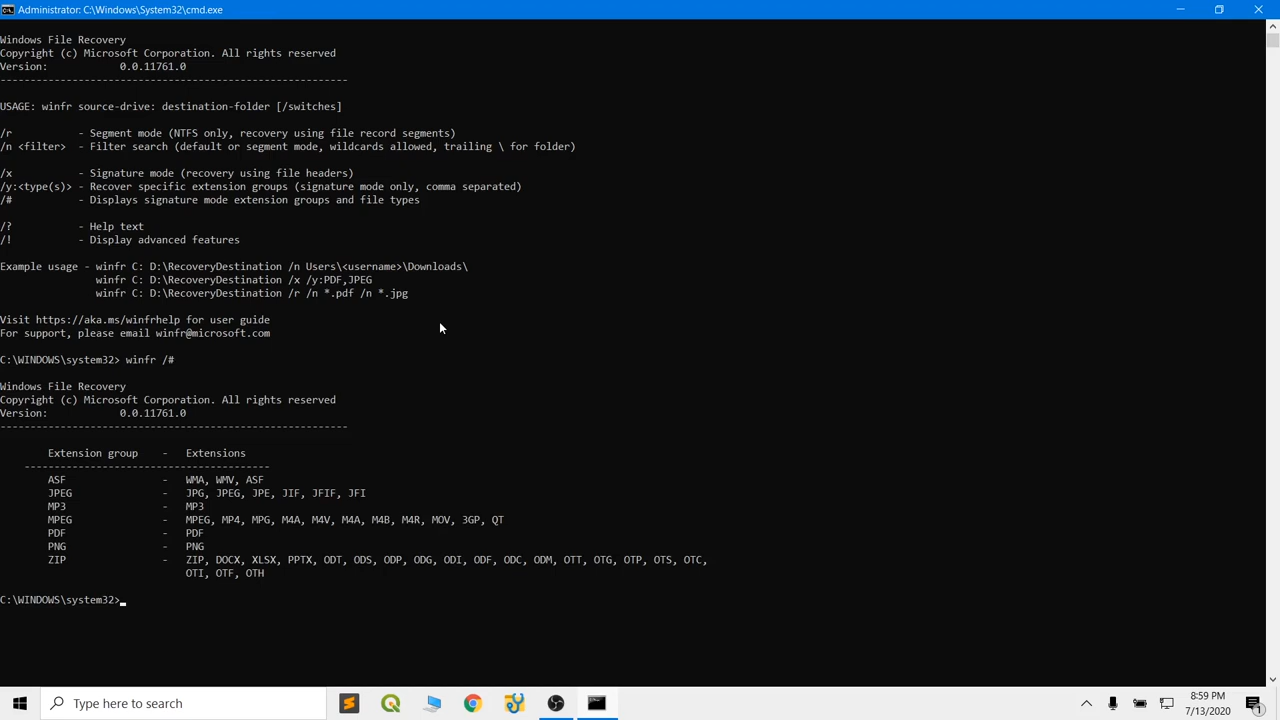 Administrator: C:\Windows\System32\cmd.exe
Windows File Recovery
Copyright (c) Microsoft Corporation. All rights reserved
Version:            0.0.11761.0
----------------------------------------------------------
USAGE: winfr source-drive: destination-folder [/switches]
/r           - Segment mode (NTFS only, recovery using file record segments)
/n <filter>  - Filter search (default or segment mode, wildcards allowed, trailing \ for folder)
/x           - Signature mode (recovery using file headers)
/y:<type(s)> - Recover specific extension groups (signature mode only, comma separated)
/#           - Displays signature mode extension groups and file types
/?           - Help text
/!           - Display advanced features
Example usage - winfr C: D:\RecoveryDestination /n Users\<username>\Downloads\
winfr C: D:\RecoveryDestination /x /y:PDF,JPEG
winfr C: D:\RecoveryDestination /r /n *.pdf /n *.jpg
Visit https://aka.ms/winfrhelp for user guide
For support, please email winfr@microsoft.com
C:\WINDOWS\system32> winfr /#
Windows File Recovery
Copyright (c) Microsoft Corporation. All rights reserved
Version:            0.0.11761.0
----------------------------------------------------------
Extension group    -   Extensions
-----------------------------------------
ASF                -   WMA, WMV, ASF
JPEG               -   JPG, JPEG, JPE, JIF, JFIF, JFI
MP3                -   MP3
MPEG               -   MPEG, MP4, MPG, M4A, M4V, M4A, M4B, M4R, MOV, 3GP, QT
PDF                -   PDF
PNG                -   PNG
ZIP                -   ZIP, DOCX, XLSX, PPTX, ODT, ODS, ODP, ODG, ODI, ODF, ODC, ODM, OTT, OTG, OTP, OTS, OTC,
OTI, OTF, OTH
C:\WINDOWS\system32>
Type here to search
8:59 PM
7/13/2020
1